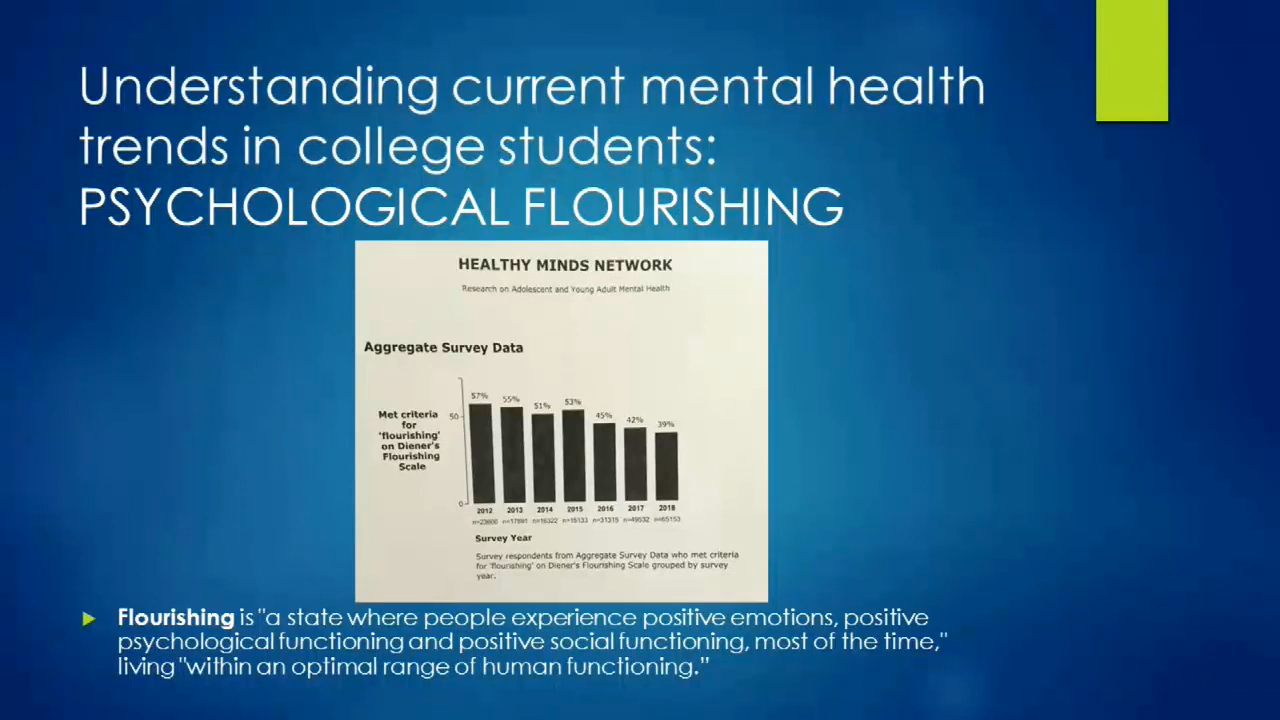 Understanding current mental health
trends in college students:
PSYCHOLOGICAL FLOURISHING
HEALTHY MINDS NETWORK
Research on Adolescent and Young Adult Mental Health
Aggregate Survey Data
Met criteria
for
'flourishing'
on Diener's
Flourishing
Scale
50
0
57% 55% 51% 53% 45% 42% 39%
2012 2013 2014 2015 2016 2017 2018
n=31315 n=49532 n=65153
Survey Year
Survey respondents from Aggregate Survey Data who met criteria
for 'flourishing' on Diener's Flourishing Scale grouped by survey
year.
Flourishing is "a state where people experience positive emotions, positive
psychological functioning and positive social functioning, most of the time,"
living "within an optimal range of human functioning."